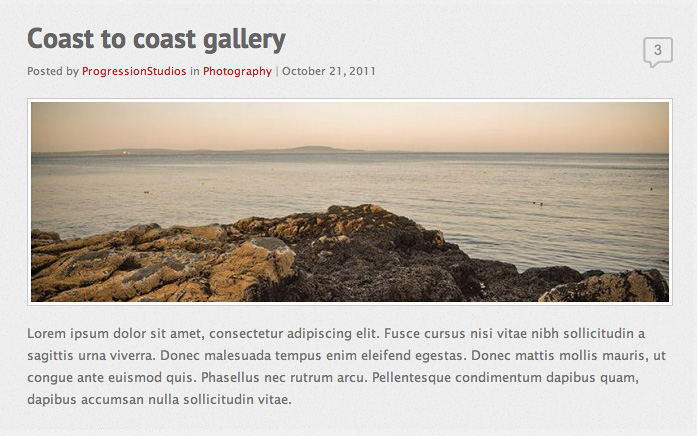 Coast to coast gallery
3
Posted by ProgressionStudios in Photography | October 21, 2011
Lorem ipsum dolor sit amet, consectetur adipiscing elit. Fusce cursus nisi vitae nibh sollicitudin a
sagittis urna viverra. Donec malesuada tempus enim eleifend egestas. Donec mattis mollis mauris, ut
congue ante euismod quis. Phasellus nec rutrum arcu. Pellentesque condimentum dapibus quam,
dapibus accumsan nulla sollicitudin vitae.